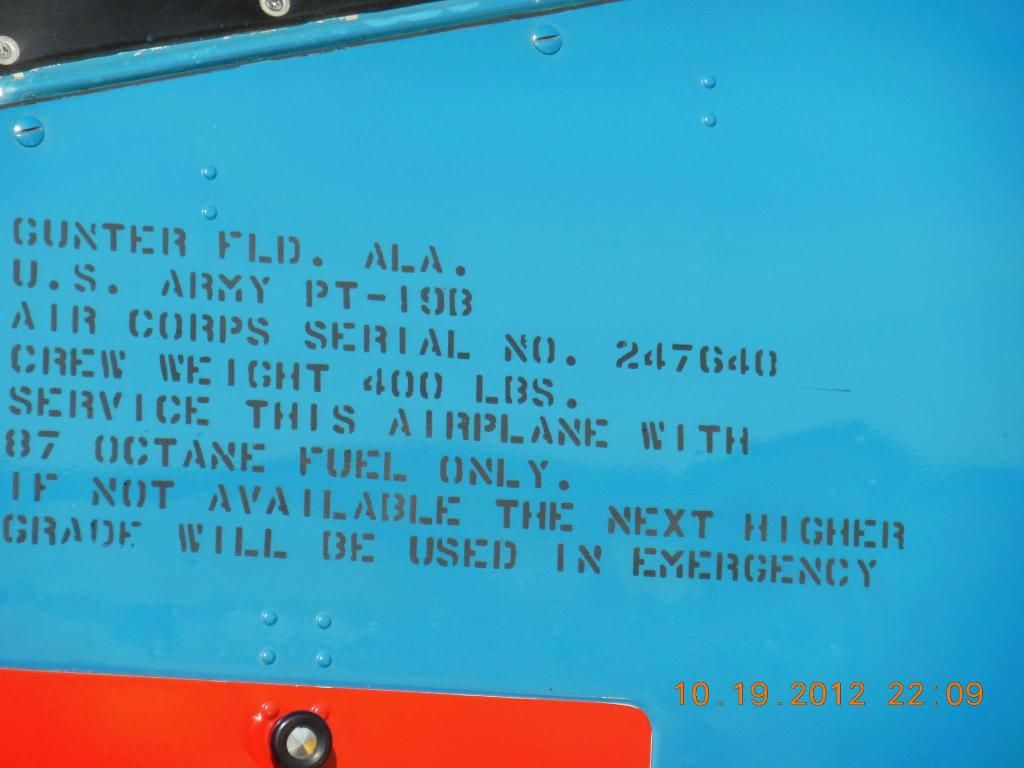 GUNTER FLD. ALA.
U.S. ARMY PT-19B
AIR CORPS SERIAL NO. 247640
CREW WEIGHT 400 LBS.
SERVICE THIS AIRPLANE WITH
87 OCTANE FUEL ONLY.
IF NOT AVAILABLE THE NEXT HIGHER
GRADE WILL BE USED IN EMERGENCY
10.19.2012 22:09